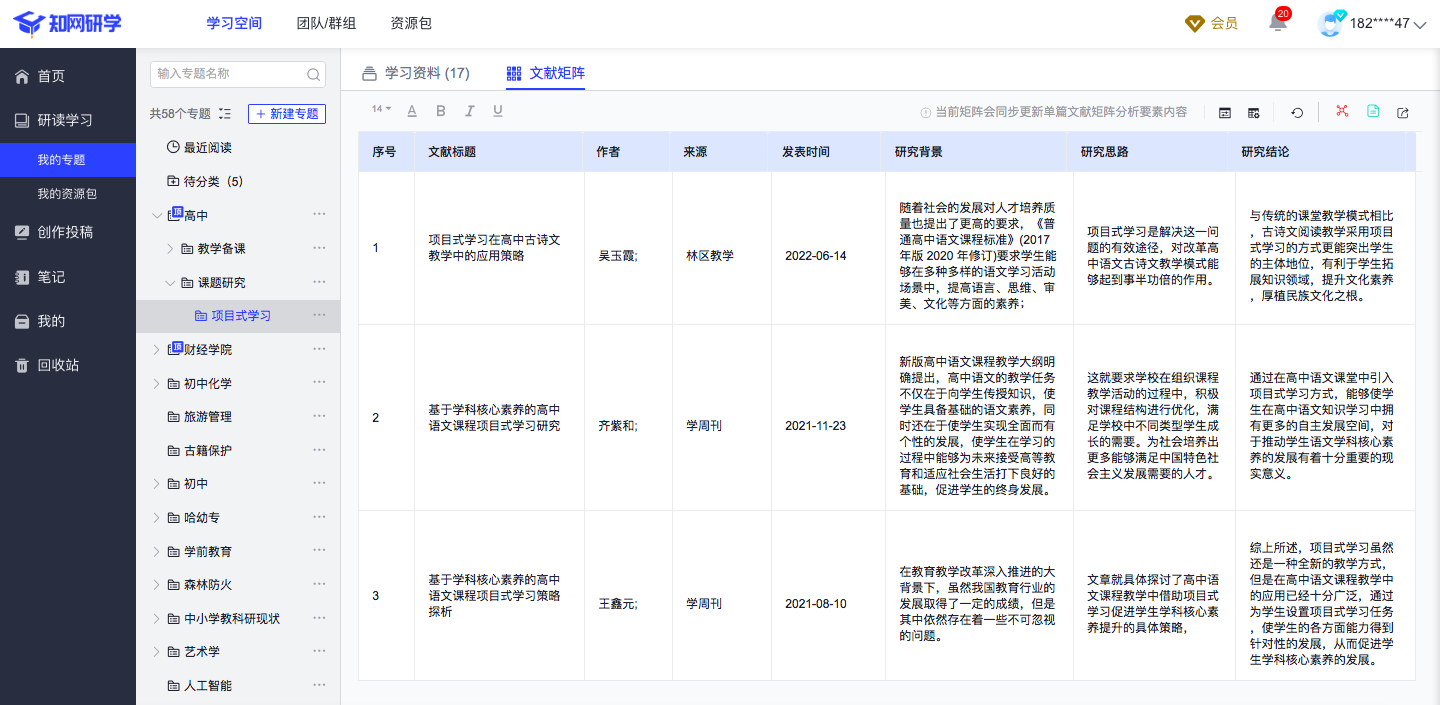 知网研学
学习空间
团队/群组
资源包
会员
20
182****47
首页
研读学习
我的专题
我的资源包
创作投稿
笔记
我的
回收站
输入专题名称
共58个专题
+ 新建专题
最近阅读
待分类（5）
顶
高中
教学备课
课题研究
项目式学习
顶
财经学院
初中化学
旅游管理
古籍保护
初中
哈幼专
学前教育
森林防火
中小学教科研现状
艺术学
人工智能
学习资料 (17)
文献矩阵
14
A
B
I
U
当前矩阵会同步更新单篇文献矩阵分析要素内容
序号
文献标题
作者
来源
发表时间
研究背景
研究思路
研究结论
1
项目式学习在高中古诗文
教学中的应用策略
吴玉霞;
林区教学
2022-06-14
随着社会的发展对人才培养质
量也提出了更高的要求，《普
通高中语文课程标准》(2017
年版 2020 年修订)要求学生能
够在多种多样的语文学习活动
场景中，提高语言、思维、审
美、文化等方面的素养；
项目式学习是解决这一问
题的有效途径，对改革高
中语文古诗文教学模式能
够起到事半功倍的作用。
与传统的课堂教学模式相比
，古诗文阅读教学采用项目
式学习的方式更能突出学生
的主体地位，有利于学生拓
展知识领域，提升文化素养
，厚植民族文化之根。
2
基于学科核心素养的高中
语文课程项目式学习研究
齐紫和;
学周刊
2021-11-23
新版高中语文课程教学大纲明
确提出，高中语文的教学任务
不仅在于向学生传授知识，使
学生具备基础的语文素养，同
时还在于使学生实现全面而有
个性的发展，使学生在学习的
过程中能够为未来接受高等教
育和适应社会生活打下良好的
基础，促进学生的终身发展。
这就要求学校在组织课程
教学活动的过程中，积极
对课程结构进行优化，满
足学校中不同类型学生成
长的需要。为社会培养出
更多能够满足中国特色社
会主义发展需要的人才。
通过在高中语文课堂中引入
项目式学习方式，能够使学
生在高中语文知识学习中拥
有更多的自主发展空间，对
于推动学生语文学科核心素
养的发展有着十分重要的现
实意义。
3
基于学科核心素养的高中
语文课程项目式学习策略
探析
王鑫元;
学周刊
2021-08-10
在教育教学改革深入推进的大
背景下，虽然我国教育行业的
发展取得了一定的成绩，但是
其中依然存在着一些不可忽视
的问题。
文章就具体探讨了高中语
文课程教学中借助项目式
学习促进学生学科核心素
养提升的具体策略，
综上所述，项目式学习虽然
还是一种全新的教学方式，
但是在高中语文课程教学中
的应用已经十分广泛，通过
为学生设置项目式学习任务
，使学生的各方面能力得到
针对性的发展，从而促进学
生学科核心素养的发展。